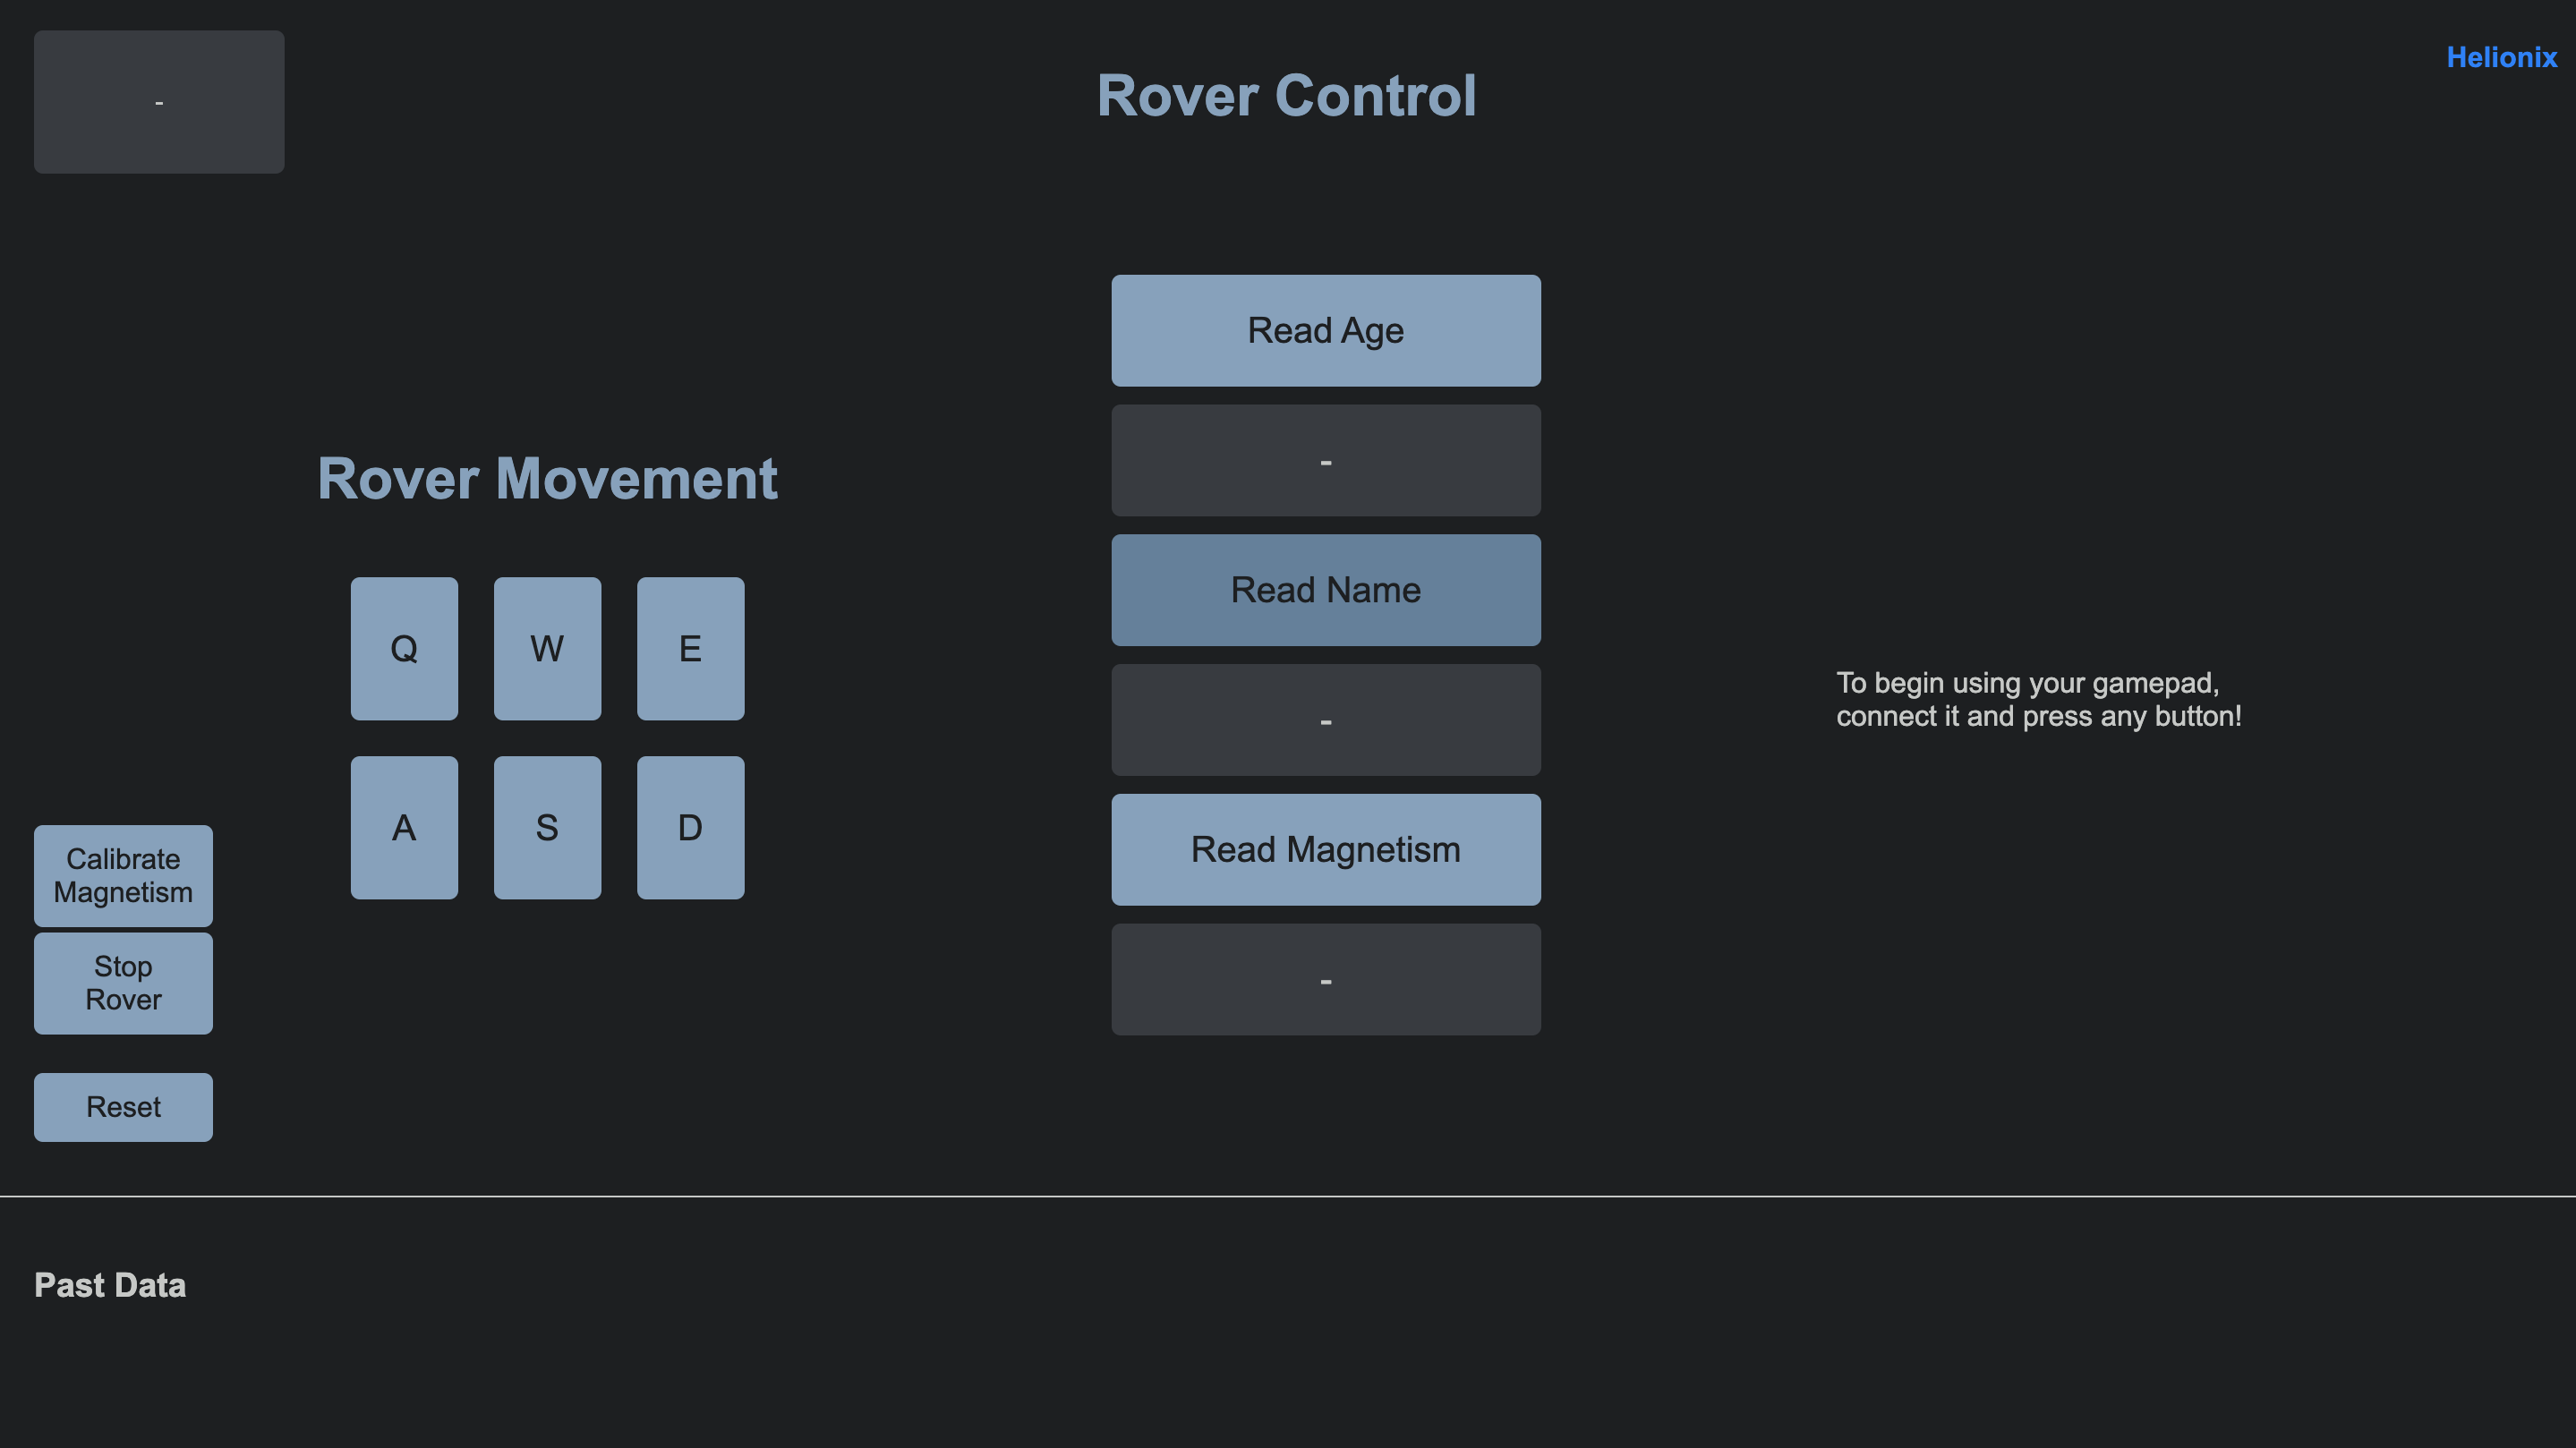 -
Rover Control
Helionix
Rover Movement
Q W E
A S D
Calibrate
Magnetism
Stop
Rover
Reset
Read Age
-
Read Name
-
Read Magnetism
-
To begin using your gamepad,
connect it and press any button!
Past Data